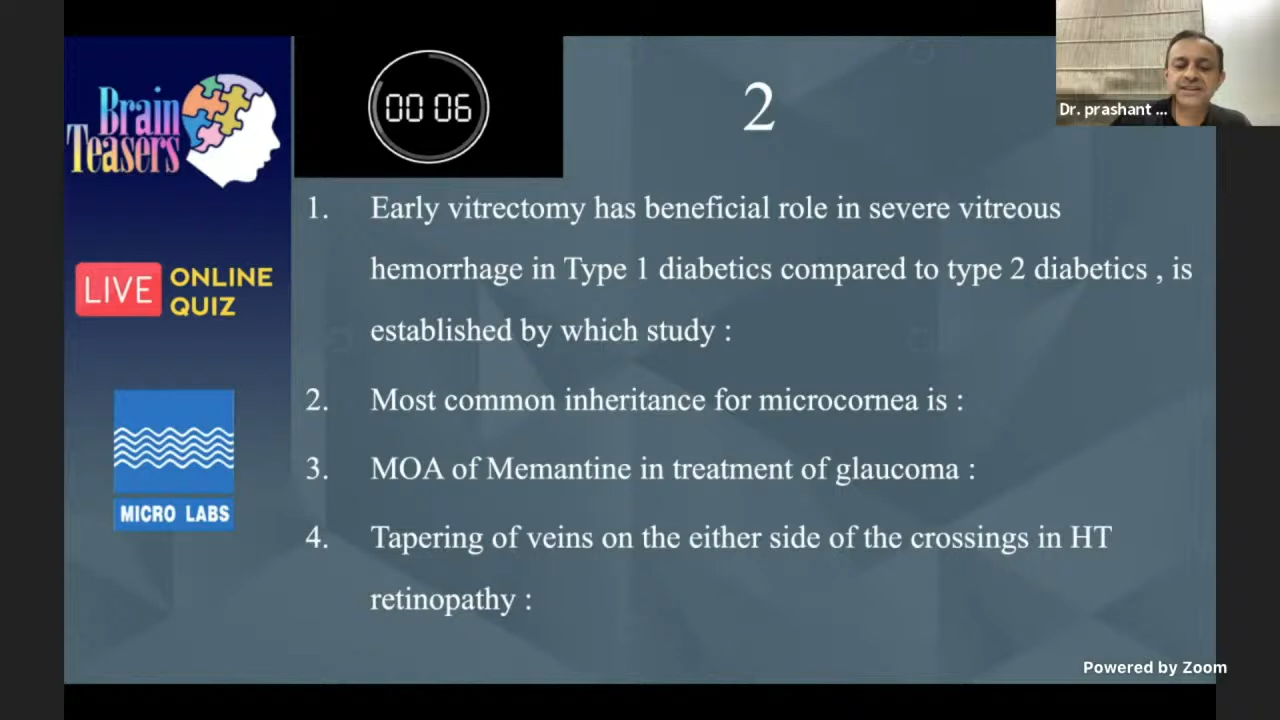 Brain
Teasers
LIVE ONLINE
QUIZ
MICRO LABS
00 06
2
Dr. prashant ...
1. Early vitrectomy has beneficial role in severe vitreous
hemorrhage in Type 1 diabetics compared to type 2 diabetics , is
established by which study :
2. Most common inheritance for microcornea is :
3. MOA of Memantine in treatment of glaucoma :
4. Tapering of veins on the either side of the crossings in HT
retinopathy :
Powered by Zoom